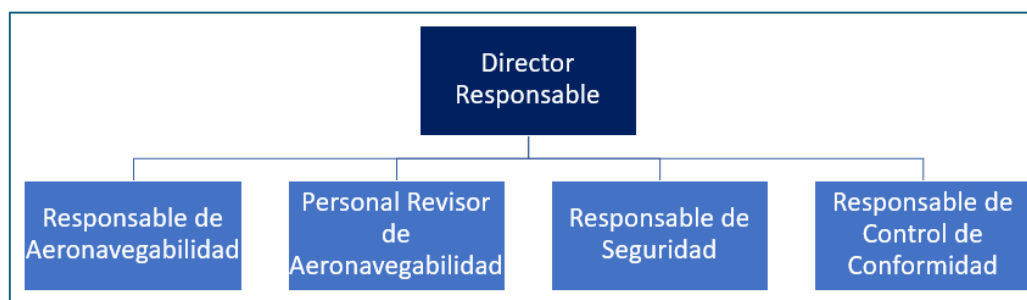 Director
Responsable
Responsable de
Aeronavegabilidad
Personal Revisor
de
Aeronavegabilidad
Responsable de
Seguridad
Responsable de
Control de
Conformidad